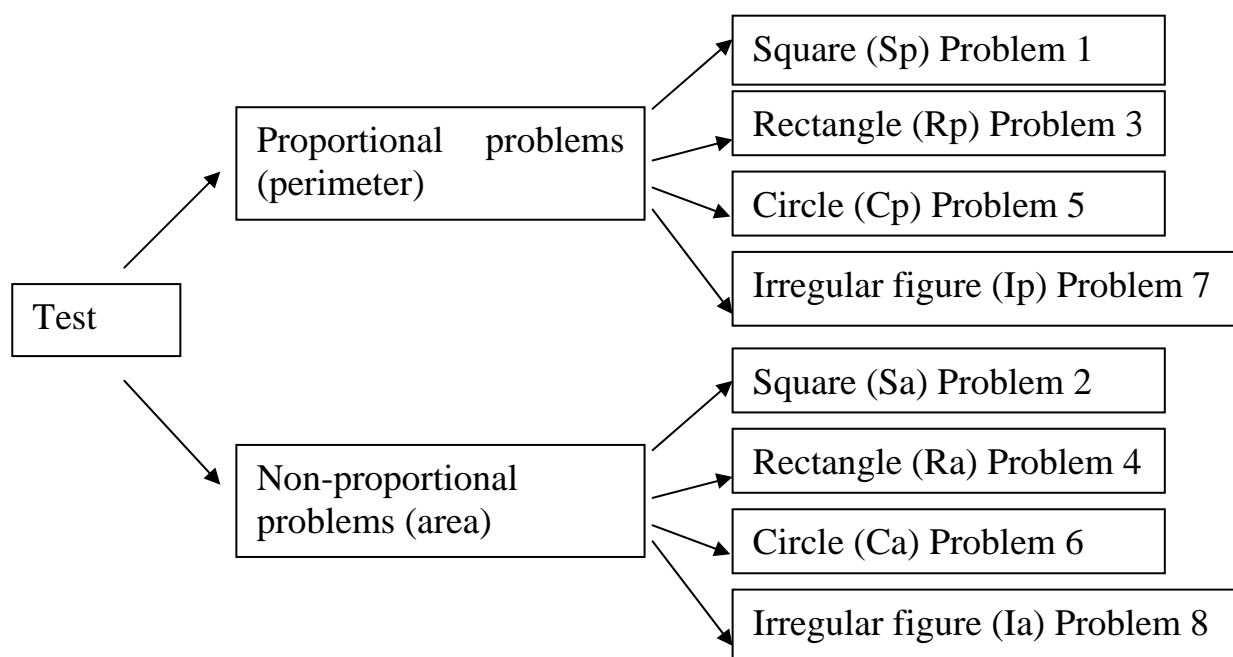 Test
Proportional problems
(perimeter)
Square (Sp) Problem 1
Rectangle (Rp) Problem 3
Circle (Cp) Problem 5
Irregular figure (Ip) Problem 7
Non-proportional
problems (area)
Square (Sa) Problem 2
Rectangle (Ra) Problem 4
Circle (Ca) Problem 6
Irregular figure (Ia) Problem 8